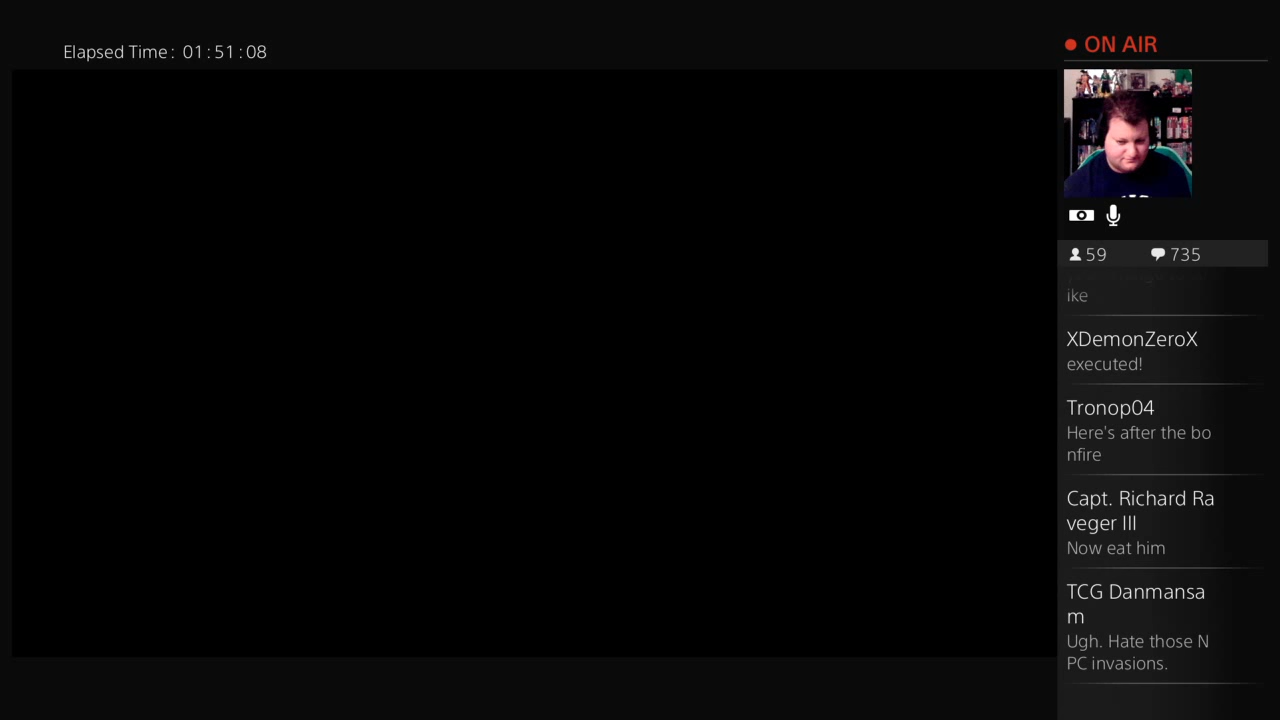 Elapsed Time: 01:51:08
ON AIR
59 735
ike
XDemonZeroX
executed!
Tronop04
Here's after the bo
nfire
Capt. Richard Ra
veger III
Now eat him
TCG Danmansa
m
Ugh. Hate those N
PC invasions.